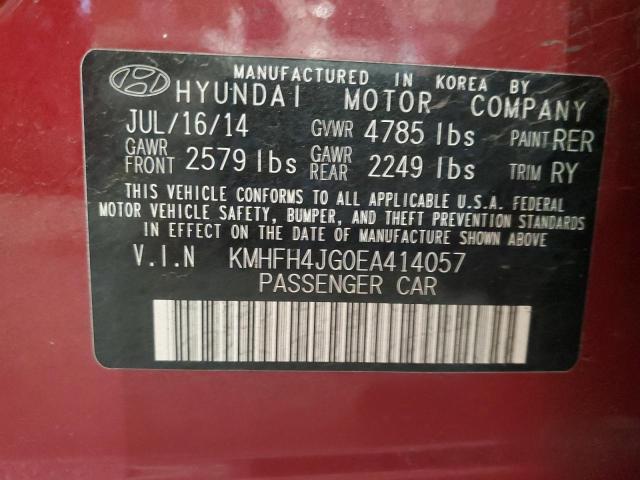 MANUFACTURED IN KOREA BY
HYUNDAI MOTOR COMPANY
JUL/16/14 GVWR 4785 lbs PAINT RER
GAWR FRONT 2579 lbs GAWR REAR 2249 lbs TRIM RY
THIS VEHICLE CONFORMS TO ALL APPLICABLE U.S.A. FEDERAL
MOTOR VEHICLE SAFETY, BUMPER, AND THEFT PREVENTION STANDARDS
IN EFFECT ON THE DATE OF MANUFACTURE SHOWN ABOVE
V.I.N KMHFH4JG0EA414057
PASSENGER CAR